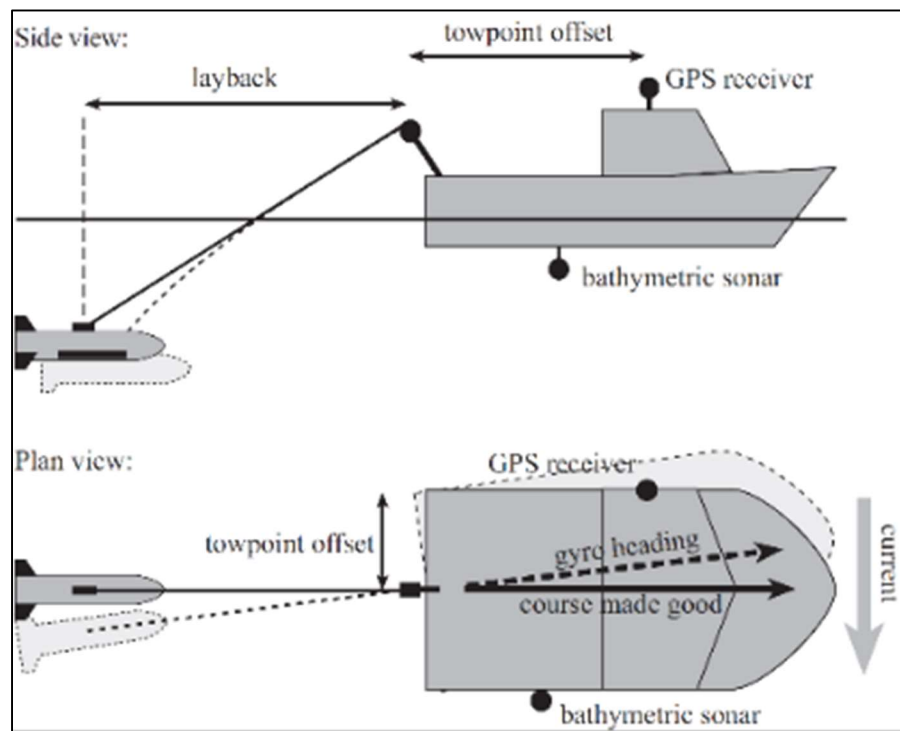 Side view:
towpoint offset
layback
GPS receiver
bathymetric sonar
Plan view:
GPS receiver
towpoint offset
gyro heading
course made good
current
bathymetric sonar